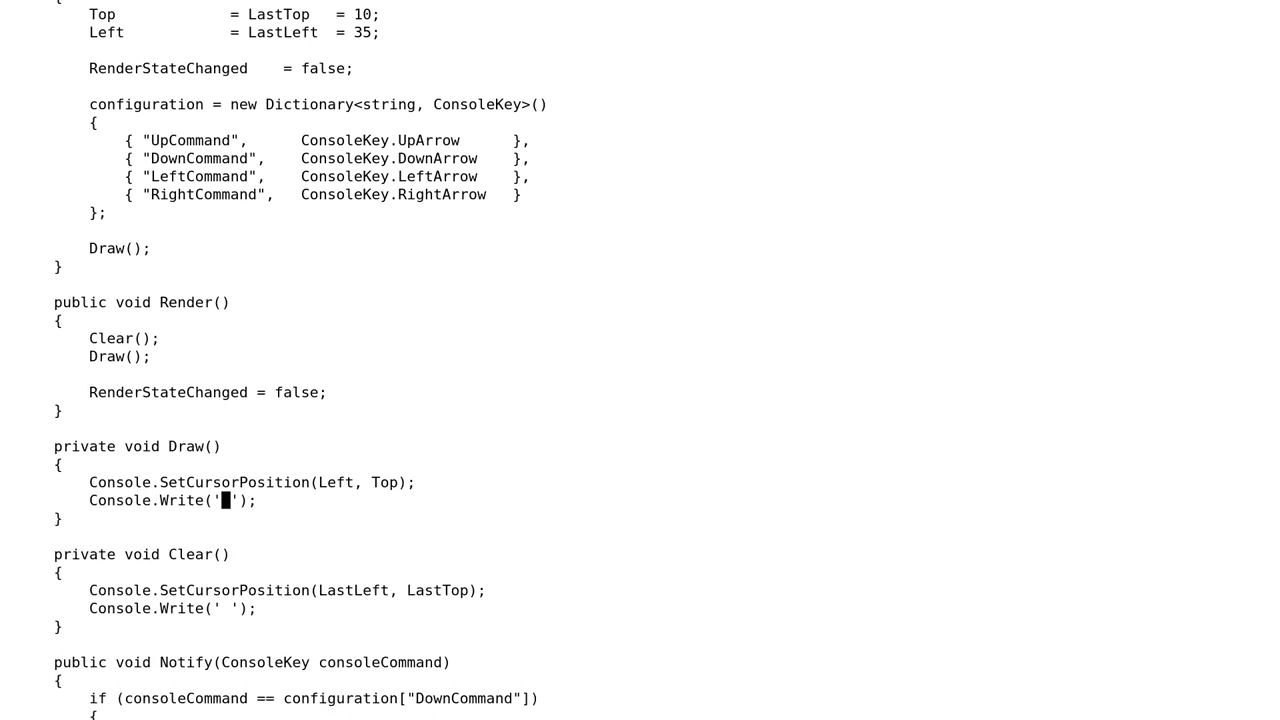 {
Top             = LastTop   = 10;
Left            = LastLeft  = 35;
RenderStateChanged    = false;
configuration = new Dictionary<string, ConsoleKey>()
{
{ "UpCommand",      ConsoleKey.UpArrow      },
{ "DownCommand",    ConsoleKey.DownArrow    },
{ "LeftCommand",    ConsoleKey.LeftArrow    },
{ "RightCommand",   ConsoleKey.RightArrow   }
};
Draw();
}
public void Render()
{
Clear();
Draw();
RenderStateChanged = false;
}
private void Draw()
{
Console.SetCursorPosition(Left, Top);
Console.Write('█');
}
private void Clear()
{
Console.SetCursorPosition(LastLeft, LastTop);
Console.Write(' ');
}
public void Notify(ConsoleKey consoleCommand)
{
if (consoleCommand == configuration["DownCommand"])
{